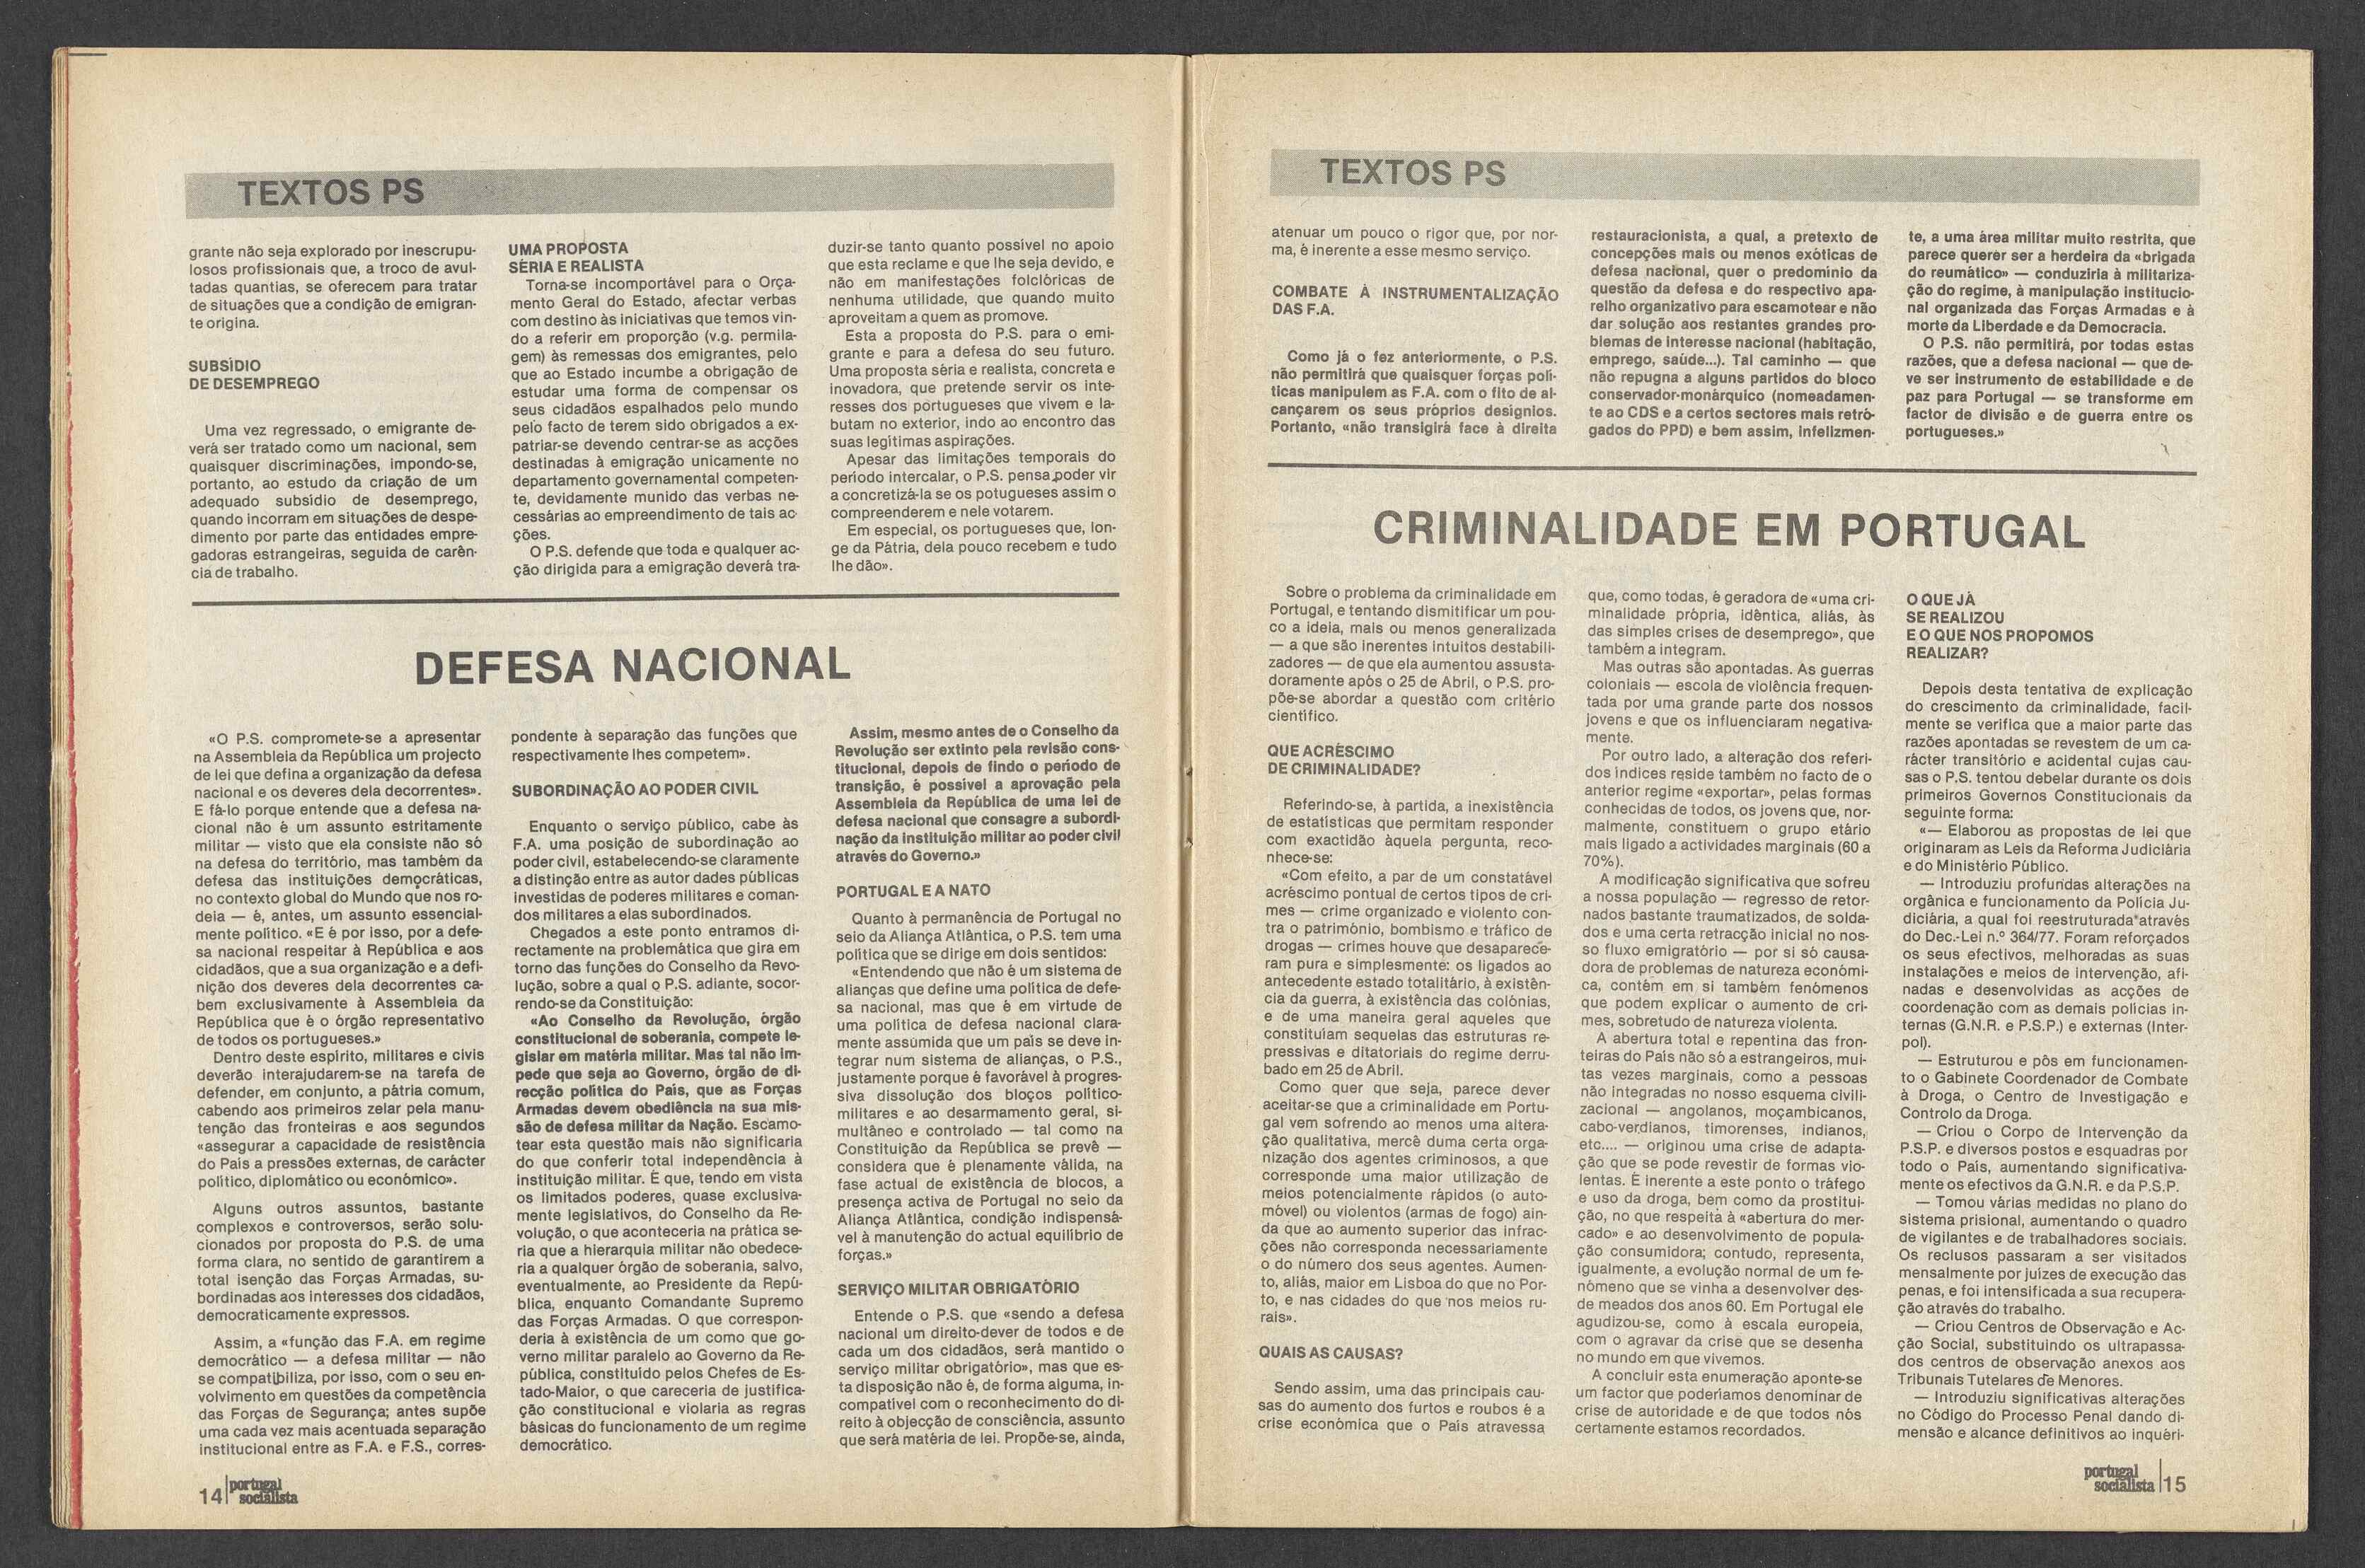 TEXTOS PS
grante não seja explorado por inescrupu-
losos profissionais que, a troco de avul-
tadas quantias, se oferecem para tratar
de situações que a condição de emigran-
te origina.
SUBSÍDIO
DE DESEMPREGO
Uma vez regressado, o emigrante de-
verá ser tratado como um nacional, sem
quaisquer discriminações, impondo-se,
portanto, ao estudo da criação de um
adequado subsídio de desemprego,
quando incorram em situações de despe-
dimento por parte das entidades empre-
gadoras estrangeiras, seguida de carên-
cia de trabalho.
UMA PROPOSTA
SÉRIA E REALISTA
Torna-se incomportável para o Orça-
mento Geral do Estado, afectar verbas
com destino às iniciativas que temos vin-
do a referir em proporção (v.g. permila-
gem) às remessas dos emigrantes, pelo
que ao Estado incumbe a obrigação de
estudar uma forma de compensar os
seus cidadãos espalhados pelo mundo
pelo facto de terem sido obrigados a ex-
patriar-se devendo centrar-se as acções
destinadas à emigração unicamente no
departamento governamental competen-
te, devidamente munido das verbas ne-
cessárias ao empreendimento de tais ac-
ções.
O P.S. defende que toda e qualquer ac-
ção dirigida para a emigração deverá tra-
duzir-se tanto quanto possível no apoio
que esta reclame e que lhe seja devido, e
não em manifestações folclóricas de
nenhuma utilidade, que quando muito
aproveitam a quem as promove.
Esta a proposta do P.S. para o emi-
grante e para a defesa do seu futuro.
Uma proposta séria e realista, concreta e
inovadora, que pretende servir os inte-
resses dos portugueses que vivem e la-
butam no exterior, indo ao encontro das
suas legítimas aspirações.
Apesar das limitações temporais do
período intercalar, o P.S. pensa poder vir
a concretizá-la se os potugueses assim o
compreenderem e nele votarem.
Em especial, os portugueses que, lon-
ge da Pátria, dela pouco recebem e tudo
lhe dão».
DEFESA NACIONAL
«O P.S. compromete-se a apresentar
na Assembleia da República um projecto
de lei que defina a organização da defesa
nacional e os deveres dela decorrentes».
E fá-lo porque entende que a defesa na-
cional não é um assunto estritamente
militar — visto que ela consiste não só
na defesa do território, mas também da
defesa das instituições democráticas,
no contexto global do Mundo que nos ro-
deia — é, antes, um assunto essencial-
mente político. «E é por isso, por a defe-
sa nacional respeitar à República e aos
cidadãos, que a sua organização e a defi-
nição dos deveres dela decorrentes ca-
bem exclusivamente à Assembleia da
República que é o órgão representativo
de todos os portugueses.»
Dentro deste espírito, militares e civis
deverão interajudarem-se na tarefa de
defender, em conjunto, a pátria comum,
cabendo aos primeiros zelar pela manu-
tenção das fronteiras e aos segundos
«assegurar a capacidade de resistência
do País a pressões externas, de carácter
político, diplomático ou económico».
Alguns outros assuntos, bastante
complexos e controversos, serão solu-
cionados por proposta do P.S. de uma
forma clara, no sentido de garantirem a
total isenção das Forças Armadas, su-
bordinadas aos interesses dos cidadãos,
democraticamente expressos.
Assim, a «função das F.A. em regime
democrático — a defesa militar — não
se compatibiliza, por isso, com o seu en-
volvimento em questões da competência
das Forças de Segurança; antes supõe
uma cada vez mais acentuada separação
institucional entre as F.A. e F.S., corres-
pondente à separação das funções que
respectivamente lhes competem».
SUBORDINAÇÃO AO PODER CIVIL
Enquanto o serviço público, cabe às
F.A. uma posição de subordinação ao
poder civil, estabelecendo-se claramente
a distinção entre as autor dades públicas
investidas de poderes militares e coman-
dos militares a elas subordinados.
Chegados a este ponto entramos di-
rectamente na problemática que gira em
torno das funções do Conselho da Revo-
lução, sobre a qual o P.S. adiante, socor-
rendo-se da Constituição:
«Ao Conselho da Revolução, órgão
constitucional de soberania, compete le-
gislar em matéria militar. Mas tal não im-
pede que seja ao Governo, órgão de di-
recção política do País, que as Forças
Armadas devem obediência na sua mis-
são de defesa militar da Nação. Escamo-
tear esta questão mais não significaria
do que conferir total independência à
instituição militar. É que, tendo em vista
os limitados poderes, quase exclusiva-
mente legislativos, do Conselho da Re-
volução, o que aconteceria na prática se-
ria que a hierarquia militar não obedece-
ria a qualquer órgão de soberania, salvo,
eventualmente, ao Presidente da Repú-
blica, enquanto Comandante Supremo
das Forças Armadas. O que correspon-
deria à existência de um como que go-
verno militar paralelo ao Governo da Re-
pública, constituído pelos Chefes de Es-
tado-Maior, o que careceria de justifica-
ção constitucional e violaria as regras
básicas do funcionamento de um regime
democrático.
Assim, mesmo antes de o Conselho da
Revolução ser extinto pela revisão cons-
titucional, depois de findo o período de
transição, é possível a aprovação pela
Assembleia da República de uma lei de
defesa nacional que consagre a subordi-
nação da instituição militar ao poder civil
através do Governo.»
PORTUGAL E A NATO
Quanto à permanência de Portugal no
seio da Aliança Atlântica, o P.S. tem uma
política que se dirige em dois sentidos:
«Entendendo que não é um sistema de
alianças que define uma política de defe-
sa nacional, mas que é em virtude de
uma política de defesa nacional clara-
mente assumida que um país se deve in-
tegrar num sistema de alianças, o P.S.,
justamente porque é favorável à progres-
siva dissolução dos blocos político-
militares e ao desarmamento geral, si-
multâneo e controlado — tal como na
Constituição da República se prevê —
considera que é plenamente válida, na
fase actual de existência de blocos, a
presença activa de Portugal no seio da
Aliança Atlântica, condição indispensá-
vel à manutenção do actual equilíbrio de
forças.»
SERVIÇO MILITAR OBRIGATÓRIO
Entende o P.S. que «sendo a defesa
nacional um direito-dever de todos e de
cada um dos cidadãos, será mantido o
serviço militar obrigatório», mas que es-
ta disposição não é, de forma alguma, in-
compatível com o reconhecimento do di-
reito à objecção de consciência, assunto
que será matéria de lei. Propõe-se, ainda,
14 portugal
socialista
TEXTOS PS
atenuar um pouco o rigor que, por nor-
ma, é inerente a esse mesmo serviço.
COMBATE À INSTRUMENTALIZAÇÃO
DAS F.A.
Como já o fez anteriormente, o P.S.
não permitirá que quaisquer forças polí-
ticas manipulem as F.A. com o fito de al-
cançarem os seus próprios desígnios.
Portanto, «não transigirá face à direita
restauracionista, a qual, a pretexto de
concepções mais ou menos exóticas de
defesa nacional, quer o predomínio da
questão da defesa e do respectivo apa-
relho organizativo para escamotear e não
dar solução aos restantes grandes pro-
blemas de interesse nacional (habitação,
emprego, saúde...). Tal caminho — que
não repugna a alguns partidos do bloco
conservador-monárquico (nomeadamen-
te ao CDS e a certos sectores mais retró-
gados do PPD) e bem assim, infelizmen-
te, a uma área militar muito restrita, que
parece querer ser a herdeira da «brigada
do reumático» — conduziria à militariza-
ção do regime, à manipulação institucio-
nal organizada das Forças Armadas e à
morte da Liberdade e da Democracia.
O P.S. não permitirá, por todas estas
razões, que a defesa nacional — que de-
ve ser instrumento de estabilidade e de
paz para Portugal — se transforme em
factor de divisão e de guerra entre os
portugueses.»
CRIMINALIDADE EM PORTUGAL
Sobre o problema da criminalidade em
Portugal, e tentando dismitificar um pou-
co a ideia, mais ou menos generalizada
— a que são inerentes intuitos destabili-
zadores — de que ela aumentou assusta-
doramente após o 25 de Abril, o P.S. pro-
põe-se abordar a questão com critério
científico.
QUE ACRÉSCIMO
DE CRIMINALIDADE?
Referindo-se, à partida, a inexistência
de estatísticas que permitam responder
com exactidão àquela pergunta, reco-
nhece-se:
«Com efeito, a par de um constatável
acréscimo pontual de certos tipos de cri-
mes — crime organizado e violento con-
tra o património, bombismo e tráfico de
drogas — crimes houve que desaparece-
ram pura e simplesmente: os ligados ao
antecedente estado totalitário, à existên-
cia da guerra, à existência das colónias,
e de uma maneira geral aqueles que
constituíam sequelas das estruturas re-
pressivas e ditatoriais do regime derru-
bado em 25 de Abril.
Como quer que seja, parece dever
aceitar-se que a criminalidade em Portu-
gal vem sofrendo ao menos uma altera-
ção qualitativa, mercê duma certa orga-
nização dos agentes criminosos, a que
corresponde uma maior utilização de
meios potencialmente rápidos (o auto-
móvel) ou violentos (armas de fogo) ain-
da que ao aumento superior das infrac-
ções não corresponda necessariamente
o do número dos seus agentes. Aumen-
to, aliás, maior em Lisboa do que no Por-
to, e nas cidades do que nos meios ru-
rais».
QUAIS AS CAUSAS?
Sendo assim, uma das principais cau-
sas do aumento dos furtos e roubos é a
crise económica que o País atravessa
que, como todas, é geradora de «uma cri-
minalidade própria, idêntica, aliás, às
das simples crises de desemprego», que
também a integram.
Mas outras são apontadas. As guerras
coloniais — escola de violência frequen-
tada por uma grande parte dos nossos
jovens e que os influenciaram negativa-
mente.
Por outro lado, a alteração dos referi-
dos índices reside também no facto de o
anterior regime «exportar», pelas formas
conhecidas de todos, os jovens que, nor-
malmente, constituem o grupo etário
mais ligado a actividades marginais (60 a
70%).
A modificação significativa que sofreu
a nossa população — regresso de retor-
nados bastante traumatizados, de solda-
dos e uma certa retracção inicial no nos-
so fluxo emigratório — por si só causa-
dora de problemas de natureza económi-
ca, contém em si também fenómenos
que podem explicar o aumento de cri-
mes, sobretudo de natureza violenta.
A abertura total e repentina das fron-
teiras do País não só a estrangeiros, mui-
tas vezes marginais, como a pessoas
não integradas no nosso esquema civili-
zacional — angolanos, moçambicanos,
cabo-verdianos, timorenses, indianos,
etc.... — originou uma crise de adapta-
ção que se pode revestir de formas vio-
lentas. É inerente a este ponto o tráfego
e uso da droga, bem como da prostitui-
ção, no que respeita à «abertura do mer-
cado» e ao desenvolvimento de popula-
ção consumidora; contudo, representa,
igualmente, a evolução normal de um fe-
nómeno que se vinha a desenvolver des-
de meados dos anos 60. Em Portugal ele
agudizou-se, como à escala europeia,
com o agravar da crise que se desenha
no mundo em que vivemos.
A concluir esta enumeração aponte-se
um factor que poderíamos denominar de
crise de autoridade e de que todos nós
certamente estamos recordados.
O QUE JÁ
SE REALIZOU
E O QUE NOS PROPOMOS
REALIZAR?
Depois desta tentativa de explicação
do crescimento da criminalidade, facil-
mente se verifica que a maior parte das
razões apontadas se revestem de um ca-
rácter transitório e acidental cujas cau-
sas o P.S. tentou debelar durante os dois
primeiros Governos Constitucionais da
seguinte forma:
«— Elaborou as propostas de lei que
originaram as Leis da Reforma Judiciária
e do Ministério Público.
— Introduziu profundas alterações na
orgânica e funcionamento da Polícia Ju-
diciária, a qual foi reestruturada através
do Dec.-Lei n.º 364/77. Foram reforçados
os seus efectivos, melhoradas as suas
instalações e meios de intervenção, afi-
nadas e desenvolvidas as acções de
coordenação com as demais polícias in-
ternas (G.N.R. e P.S.P.) e externas (Inter-
pol).
— Estruturou e pôs em funcionamen-
to o Gabinete Coordenador de Combate
à Droga, o Centro de Investigação e
Controlo da Droga.
— Criou o Corpo de Intervenção da
P.S.P. e diversos postos e esquadras por
todo o País, aumentando significativa-
mente os efectivos da G.N.R. e da P.S.P.
— Tomou várias medidas no plano do
sistema prisional, aumentando o quadro
de vigilantes e de trabalhadores sociais.
Os reclusos passaram a ser visitados
mensalmente por juízes de execução das
penas, e foi intensificada a sua recupera-
ção através do trabalho.
— Criou Centros de Observação e Ac-
ção Social, substituindo os ultrapassa-
dos centros de observação anexos aos
Tribunais Tutelares de Menores.
— Introduziu significativas alterações
no Código do Processo Penal dando di-
mensão e alcance definitivos ao inquéri-
portugal
socialista 15